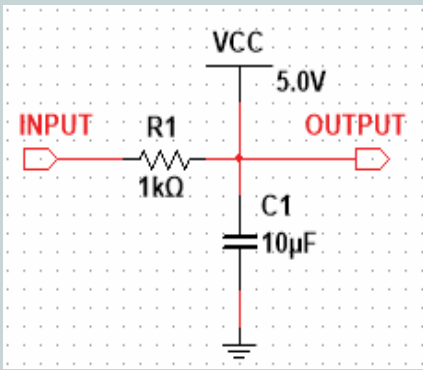 VCC
5.0V
INPUT
R1
OUTPUT
1kΩ
C1
10µF